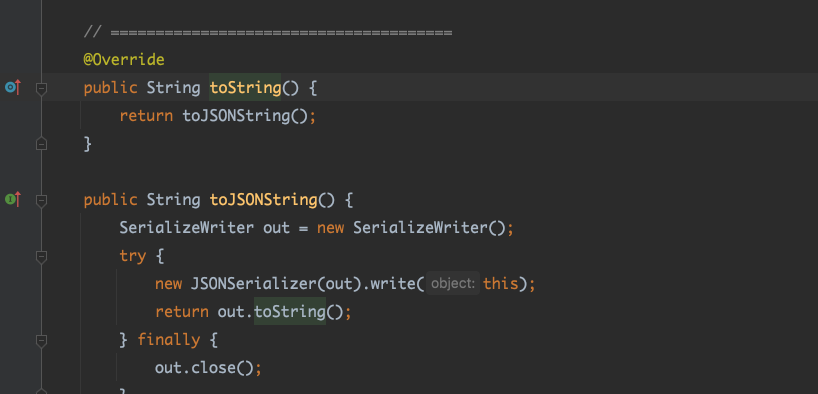 // ======================================
@Override
public String toString() {
return toJSONString();
}
public String toJSONString() {
SerializeWriter out = new SerializeWriter();
try {
new JSONSerializer(out).write( object: this);
return out.toString();
} finally {
out.close();
}